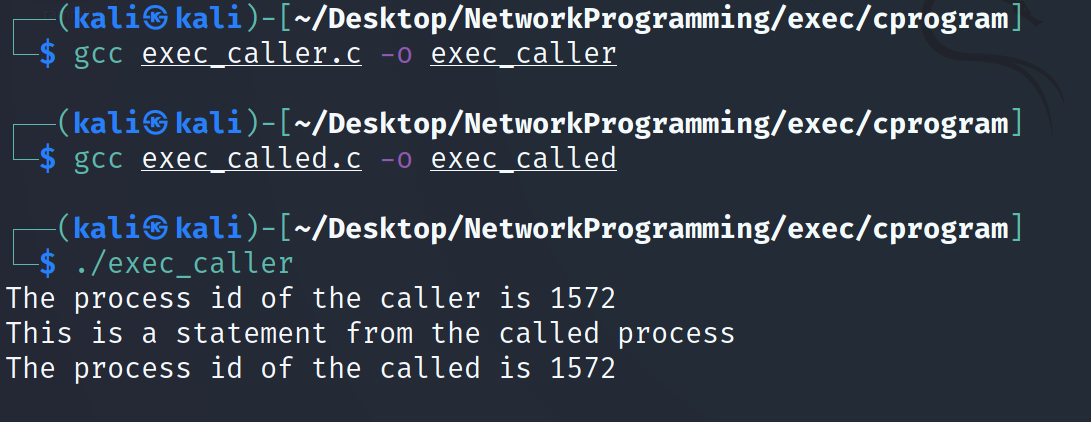 (kali㉿kali)-[~/Desktop/NetworkProgramming/exec/cprogram]
$ gcc exec_caller.c -o exec_caller
(kali㉿kali)-[~/Desktop/NetworkProgramming/exec/cprogram]
$ gcc exec_called.c -o exec_called
(kali㉿kali)-[~/Desktop/NetworkProgramming/exec/cprogram]
$ ./exec_caller
The process id of the caller is 1572
This is a statement from the called process
The process id of the called is 1572